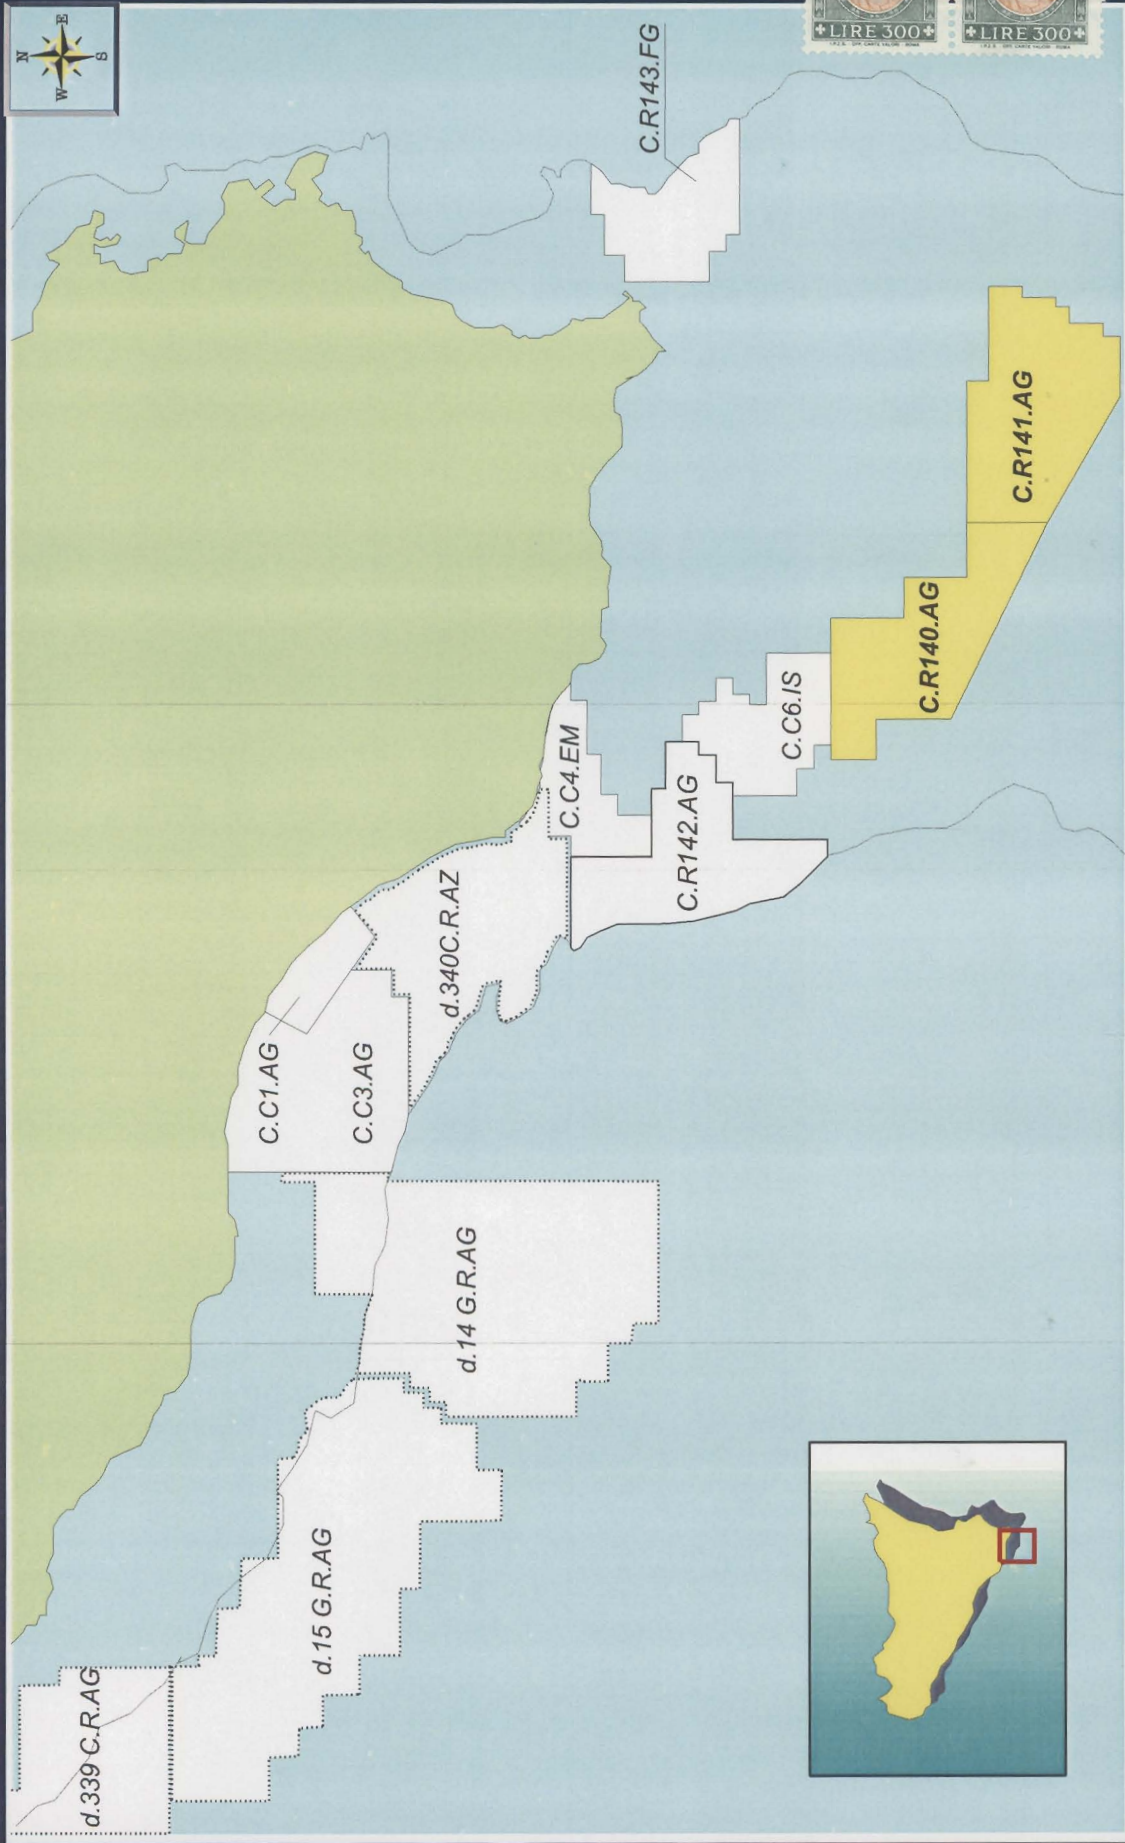 N
E
S
W
LIRE 300
LIRE 300
C.R143.FG
C.R141.AG
C.R140.AG
C.C6.IS
C.C4.EM
C.R142.AG
d.340C.R.AZ
C.C1.AG
C.C3.AG
d.14 G.R.AG
d.15 G.R.AG
d.339 C.R.AG